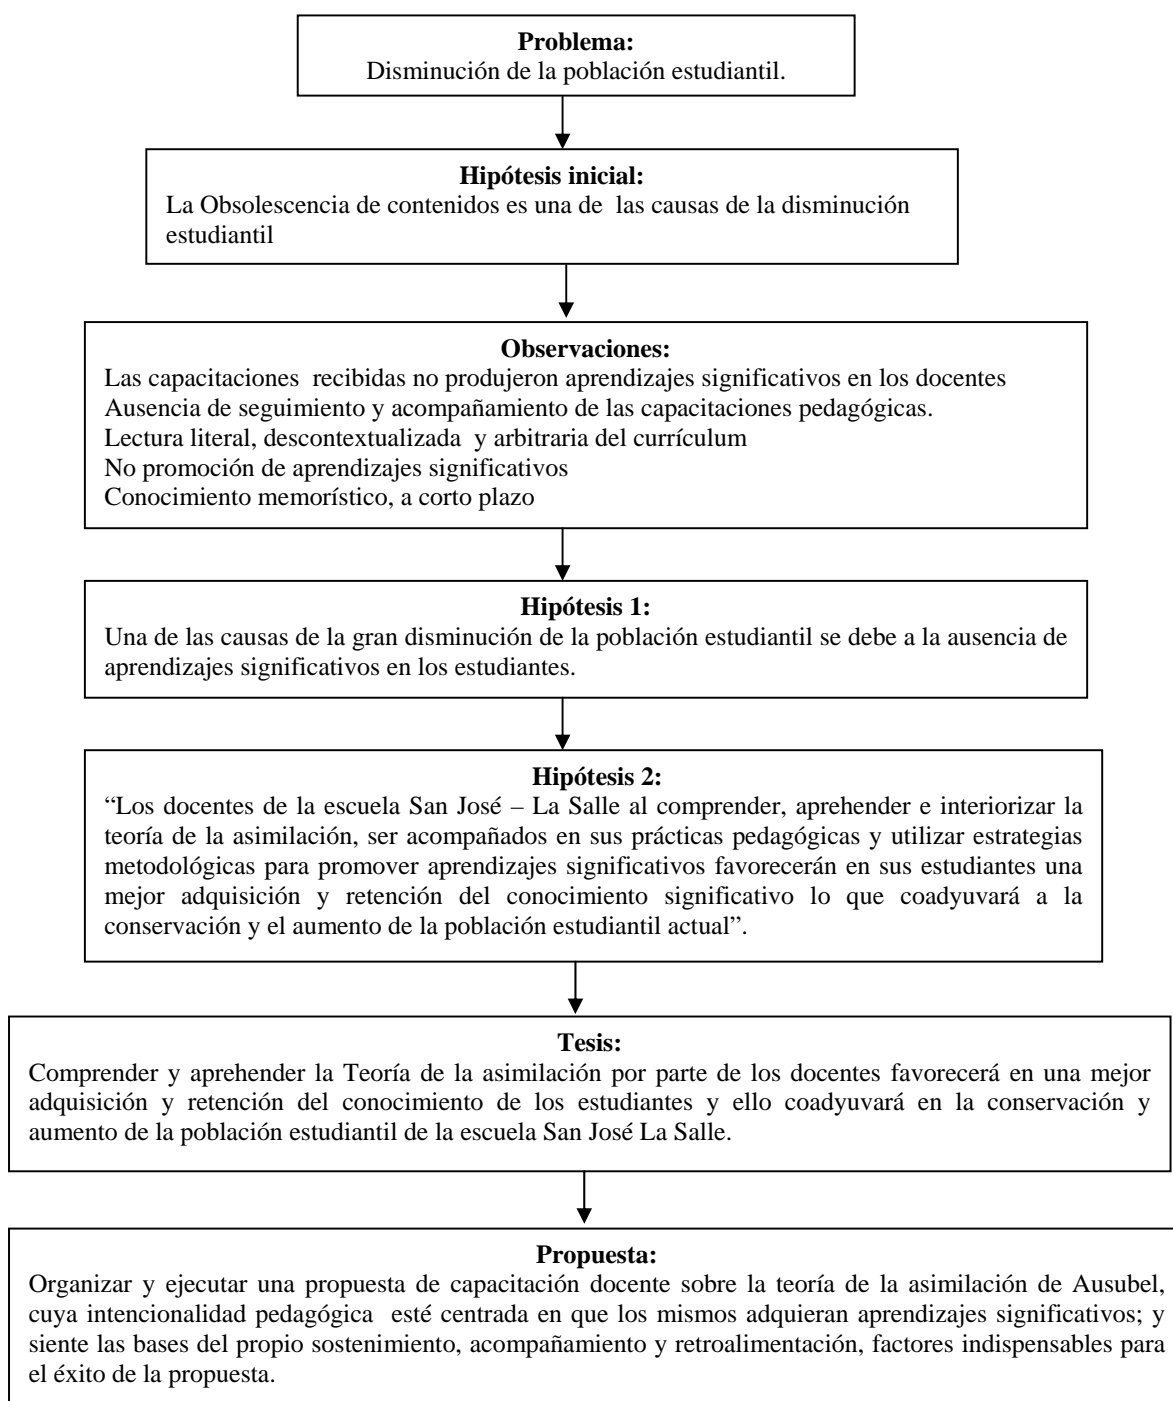 Problema:
Disminución de la población estudiantil.
Hipótesis inicial:
La Obsolescencia de contenidos es una de las causas de la disminución
estudiantil
Observaciones:
Las capacitaciones recibidas no produjeron aprendizajes significativos en los docentes
Ausencia de seguimiento y acompañamiento de las capacitaciones pedagógicas.
Lectura literal, descontextualizada y arbitraria del currículum
No promoción de aprendizajes significativos
Conocimiento memorístico, a corto plazo
Hipótesis 1:
Una de las causas de la gran disminución de la población estudiantil se debe a la ausencia de
aprendizajes significativos en los estudiantes.
Hipótesis 2:
“Los docentes de la escuela San José – La Salle al comprender, aprehender e interiorizar la
teoría de la asimilación, ser acompañados en sus prácticas pedagógicas y utilizar estrategias
metodológicas para promover aprendizajes significativos favorecerán en sus estudiantes una
mejor adquisición y retención del conocimiento significativo lo que coadyuvará a la
conservación y el aumento de la población estudiantil actual”.
Tesis:
Comprender y aprehender la Teoría de la asimilación por parte de los docentes favorecerá en una mejor
adquisición y retención del conocimiento de los estudiantes y ello coadyuvará en la conservación y
aumento de la población estudiantil de la escuela San José La Salle.
Propuesta:
Organizar y ejecutar una propuesta de capacitación docente sobre la teoría de la asimilación de Ausubel,
cuya intencionalidad pedagógica esté centrada en que los mismos adquieran aprendizajes significativos; y
siente las bases del propio sostenimiento, acompañamiento y retroalimentación, factores indispensables para
el éxito de la propuesta.